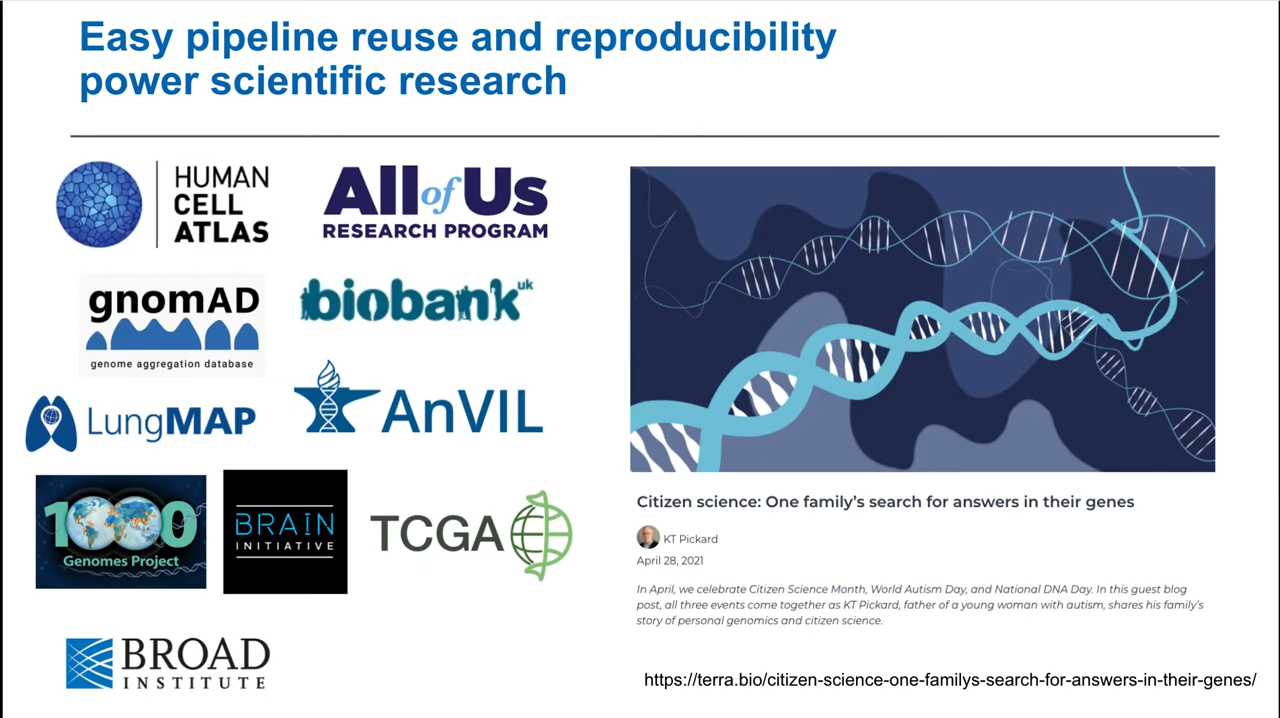 Easy pipeline reuse and reproducibility
power scientific research
HUMAN
CELL
ATLAS
All of Us
RESEARCH PROGRAM
gnomAD
genome aggregation database
biobank uk
LungMAP
AnVIL
1000
Genomes Project
BRAIN
INITIATIVE
TCGA
BROAD
INSTITUTE
Citizen science: One family’s search for answers in their genes
KT Pickard
April 28, 2021
In April, we celebrate Citizen Science Month, World Autism Day, and National DNA Day. In this guest blog
post, all three events come together as KT Pickard, father of a young woman with autism, shares his family’s
story of personal genomics and citizen science.
https://terra.bio/citizen-science-one-familys-search-for-answers-in-their-genes/